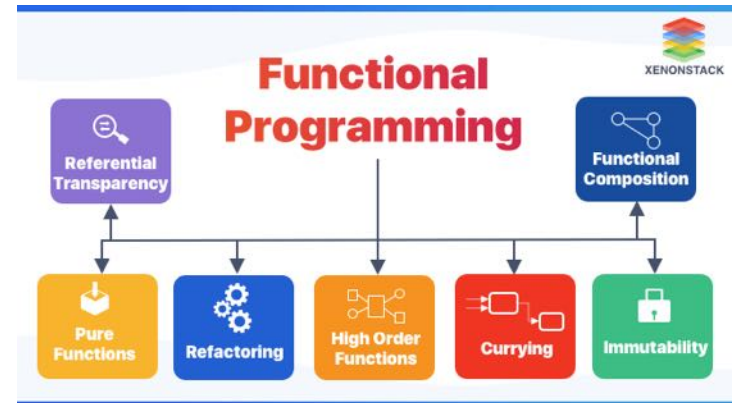 XENONSTACK
Functional
Programming
Referential
Transparency
Functional
Composition
Pure
Functions
Refactoring
High Order
Functions
Currying
Immutability